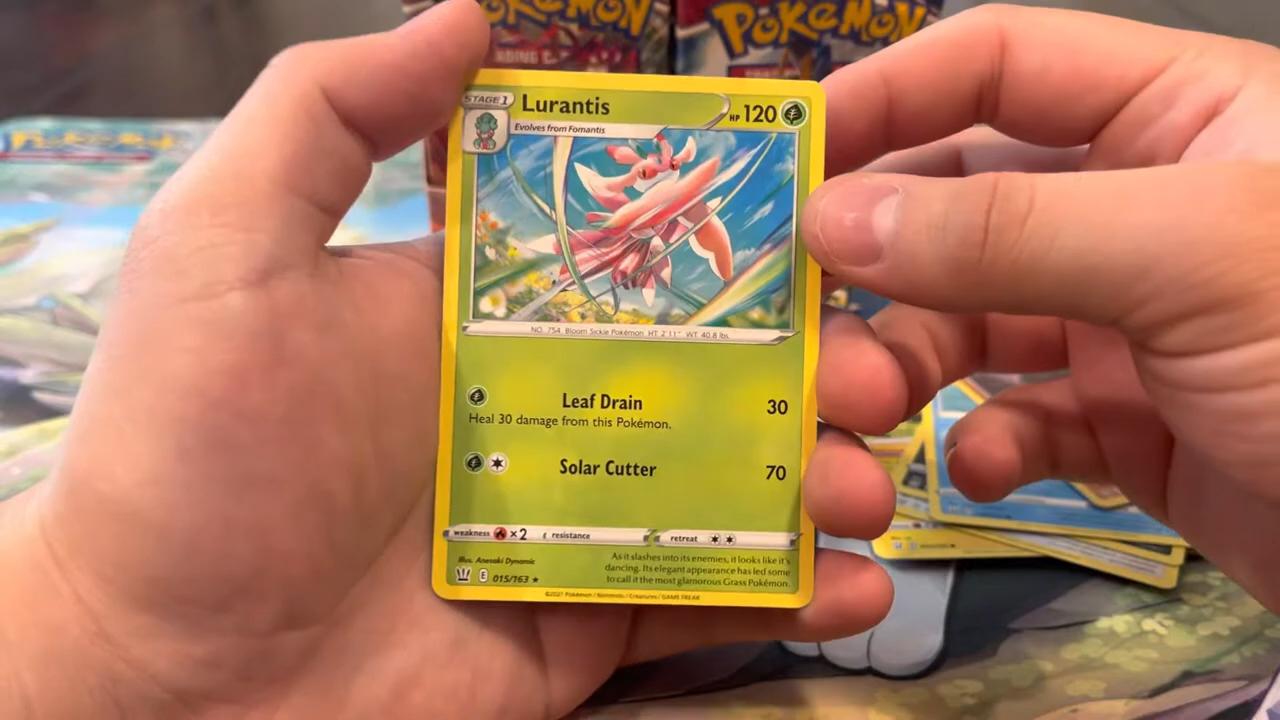 POKÉMON
POKÉMON
POKÉMON
STAGE 1
Lurantis
HP 120
Evolves from Fomantis
NO. 754 Bloom Sickle Pokémon HT: 2'11" WT: 40.8 lbs.
Leaf Drain 30
Heal 30 damage from this Pokémon.
Solar Cutter 70
weakness ×2 resistance retreat
Illus. Anesaki Dynamic
As it slashes into its enemies, it looks like it's
dancing. Its elegant appearance has led some
to call it the most glamorous Grass Pokémon.
E 015/163 ★
©2021 Pokémon / Nintendo / Creatures / GAME FREAK